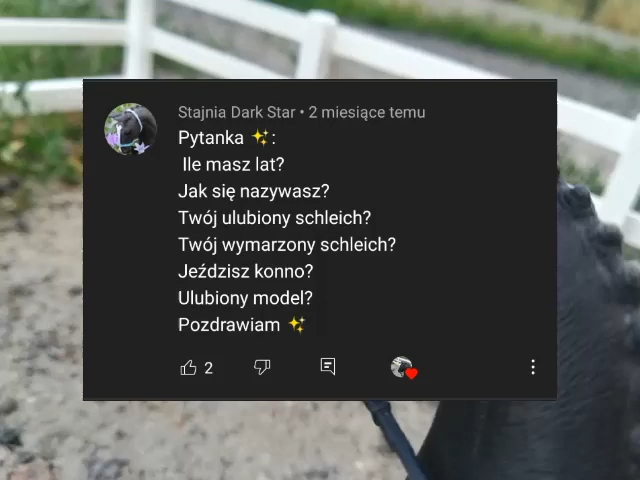 Stajnia Dark Star • 2 miesiące temu
Pytanka ✨:
Ile masz lat?
Jak się nazywasz?
Twój ulubiony schleich?
Twój wymarzony schleich?
Jeździsz konno?
Ulubiony model?
Pozdrawiam ✨
2